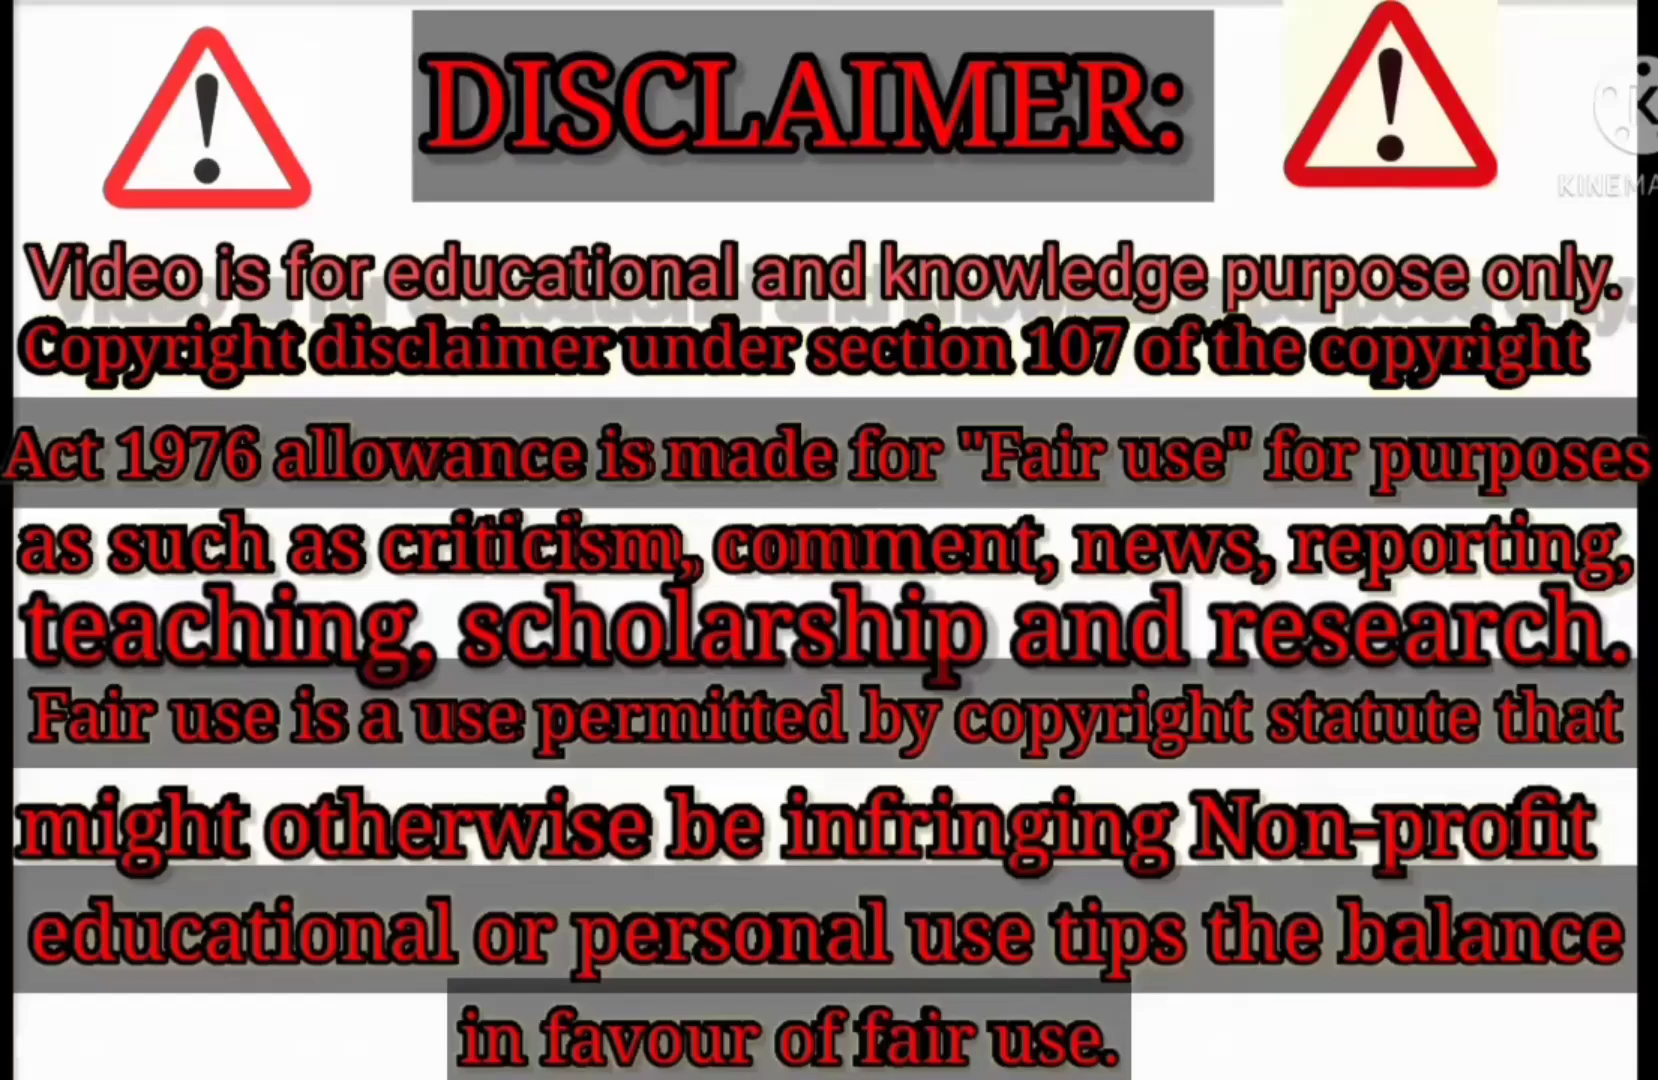 DISCLAIMER:
KINEMA
Video is for educational and knowledge purpose only.
Copyright disclaimer under section 107 of the copyright
Act 1976 allowance is made for "Fair use" for purposes
as such as criticism, comment, news, reporting,
teaching, scholarship and research.
Fair use is a use permitted by copyright statute that
might otherwise be infringing Non-profit
educational or personal use tips the balance
in favour of fair use.